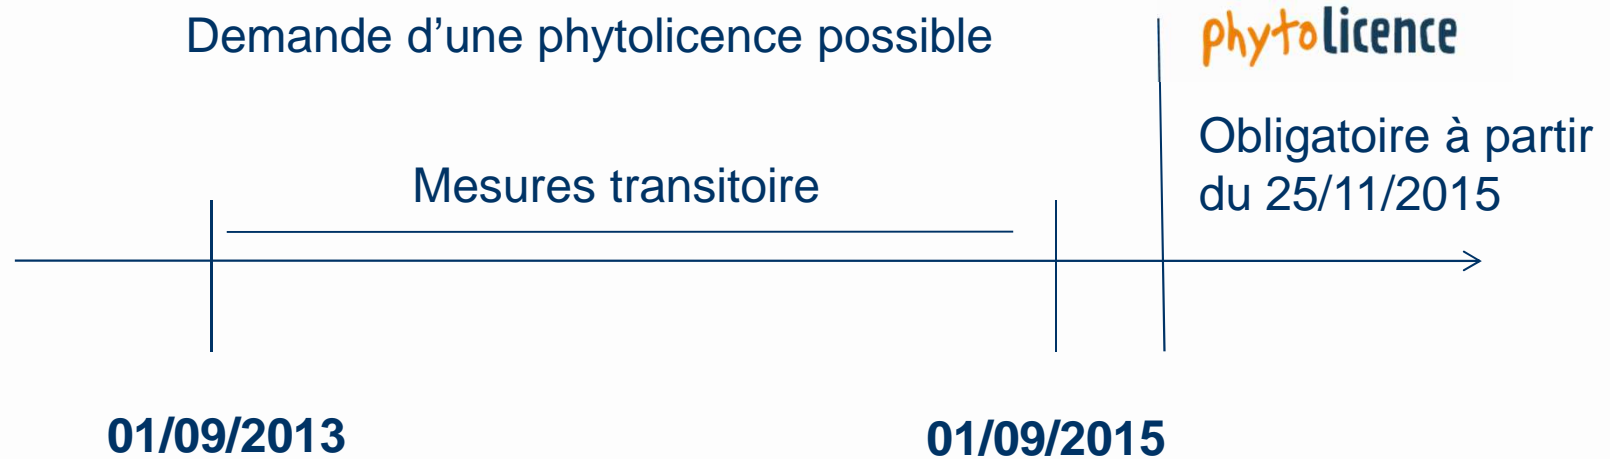 Demande d’une phytolicence possible
phytolicence
Obligatoire à partir
du 25/11/2015
Mesures transitoire
01/09/2013
01/09/2015